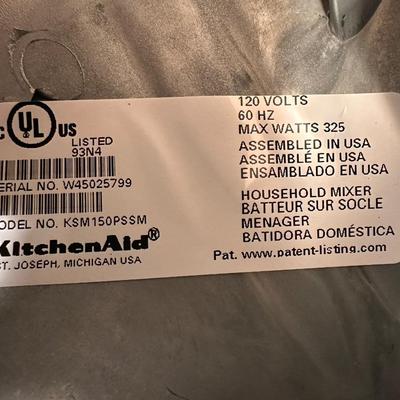 C UL US
LISTED
93N4
SERIAL NO. W45025799
MODEL NO. KSM150PSSM
KitchenAid®
ST. JOSEPH, MICHIGAN USA
120 VOLTS
60 HZ
MAX WATTS 325
ASSEMBLED IN USA
ASSEMBLÉ EN USA
ENSAMBLADO EN USA
HOUSEHOLD MIXER
BATTEUR SUR SOCLE
MENAGER
BATIDORA DOMÉSTICA
Pat. www.patent-listing.com